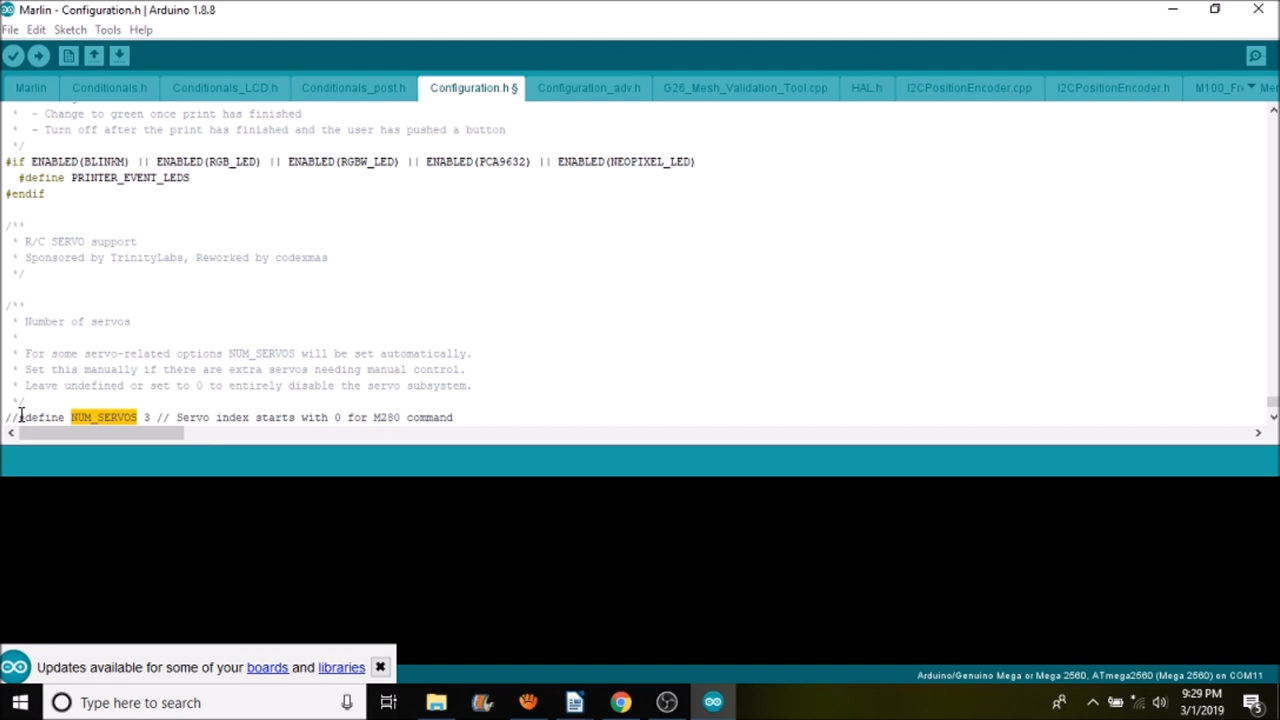 Marlin - Configuration.h | Arduino 1.8.8
File Edit Sketch Tools Help
Marlin Conditionals.h Conditionals_LCD.h Conditionals_post.h Configuration.h § Configuration_adv.h G26_Mesh_Validation_Tool.cpp HAL.h I2CPositionEncoder.cpp I2CPositionEncoder.h M100_Fre Mer
* - Change to green once print has finished
* - Turn off after the print has finished and the user has pushed a button
*/
#if ENABLED(BLINKM) || ENABLED(RGB_LED) || ENABLED(RGBW_LED) || ENABLED(PCA9632) || ENABLED(NEOPIXEL_LED)
#define PRINTER_EVENT_LEDS
#endif
/**
* R/C SERVO support
* Sponsored by TrinityLabs, Reworked by codexmas
*/
/**
* Number of servos
*
* For some servo-related options NUM_SERVOS will be set automatically.
* Set this manually if there are extra servos needing manual control.
* Leave undefined or set to 0 to entirely disable the servo subsystem.
*/
//#define NUM_SERVOS 3 // Servo index starts with 0 for M280 command
Updates available for some of your boards and libraries
Arduino/Genuino Mega or Mega 2560, ATmega2560 (Mega 2560) on COM11
Type here to search
9:29 PM
3/1/2019
5